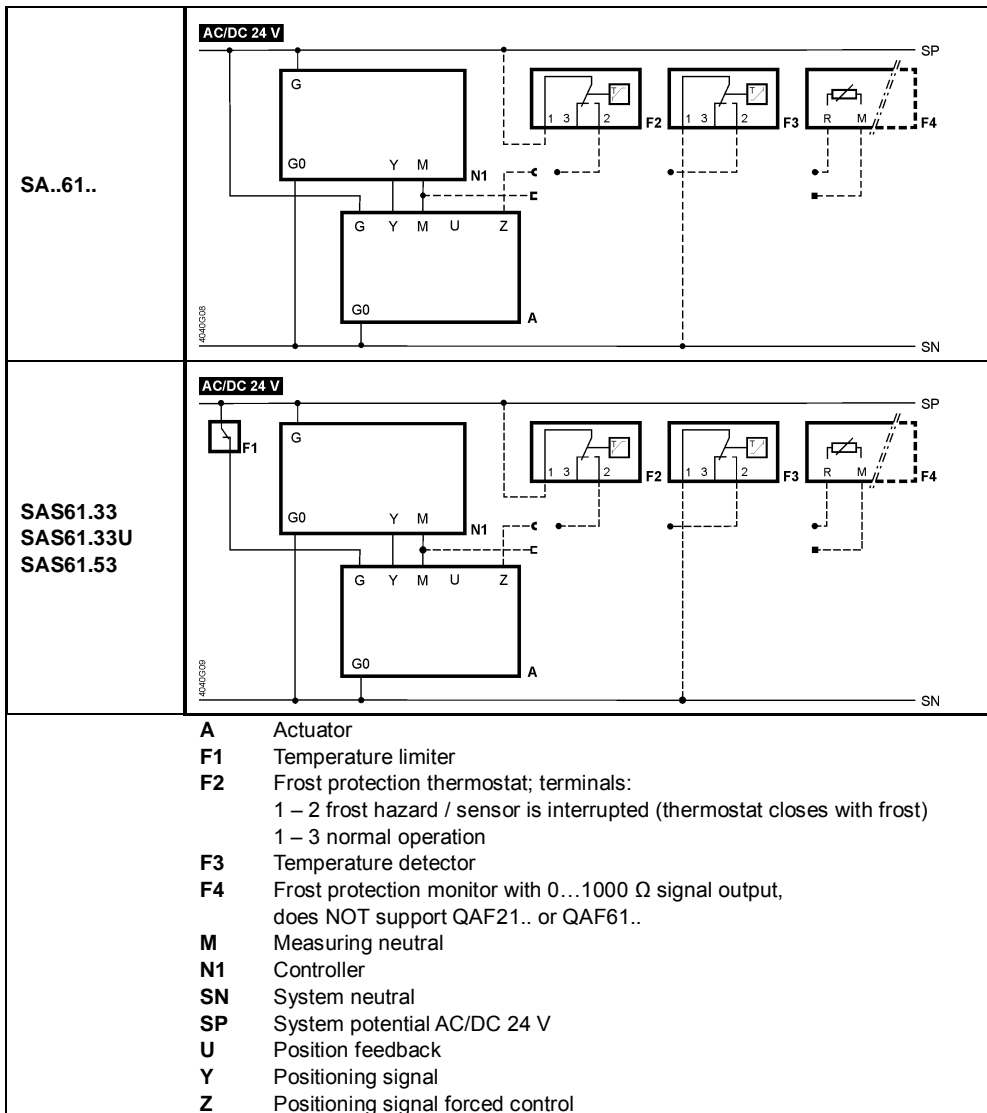 AC/DC 24 V
SP
G
1 3 2 F2
1 3 2 F3
R M F4
G0 Y M N1
SA..61..
G Y M U Z
G0
A
4040G08
SN
AC/DC 24 V
SP
F1
G
1 3 2 F2
1 3 2 F3
R M F4
G0 Y M N1
SAS61.33
SAS61.33U
SAS61.53
G Y M U Z
G0
A
4040G09
SN
A Actuator
F1 Temperature limiter
F2 Frost protection thermostat; terminals:
1 – 2 frost hazard / sensor is interrupted (thermostat closes with frost)
1 – 3 normal operation
F3 Temperature detector
F4 Frost protection monitor with 0…1000 Ω signal output,
does NOT support QAF21.. or QAF61..
M Measuring neutral
N1 Controller
SN System neutral
SP System potential AC/DC 24 V
U Position feedback
Y Positioning signal
Z Positioning signal forced control